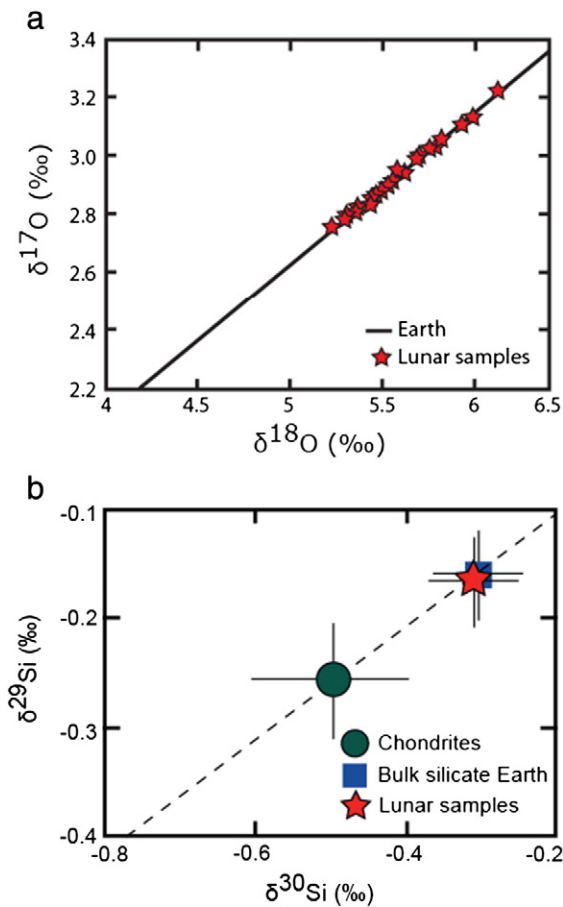 a
3.4
3.2
3.0
2.8
2.6
2.4
2.2
δ17O (‰)
Earth
Lunar samples
4 4.5 5 5.5 6 6.5
δ18O (‰)
b
-0.1
-0.2
-0.3
-0.4
δ29Si (‰)
Chondrites
Bulk silicate Earth
Lunar samples
-0.8 -0.6 -0.4 -0.2
δ30Si (‰)